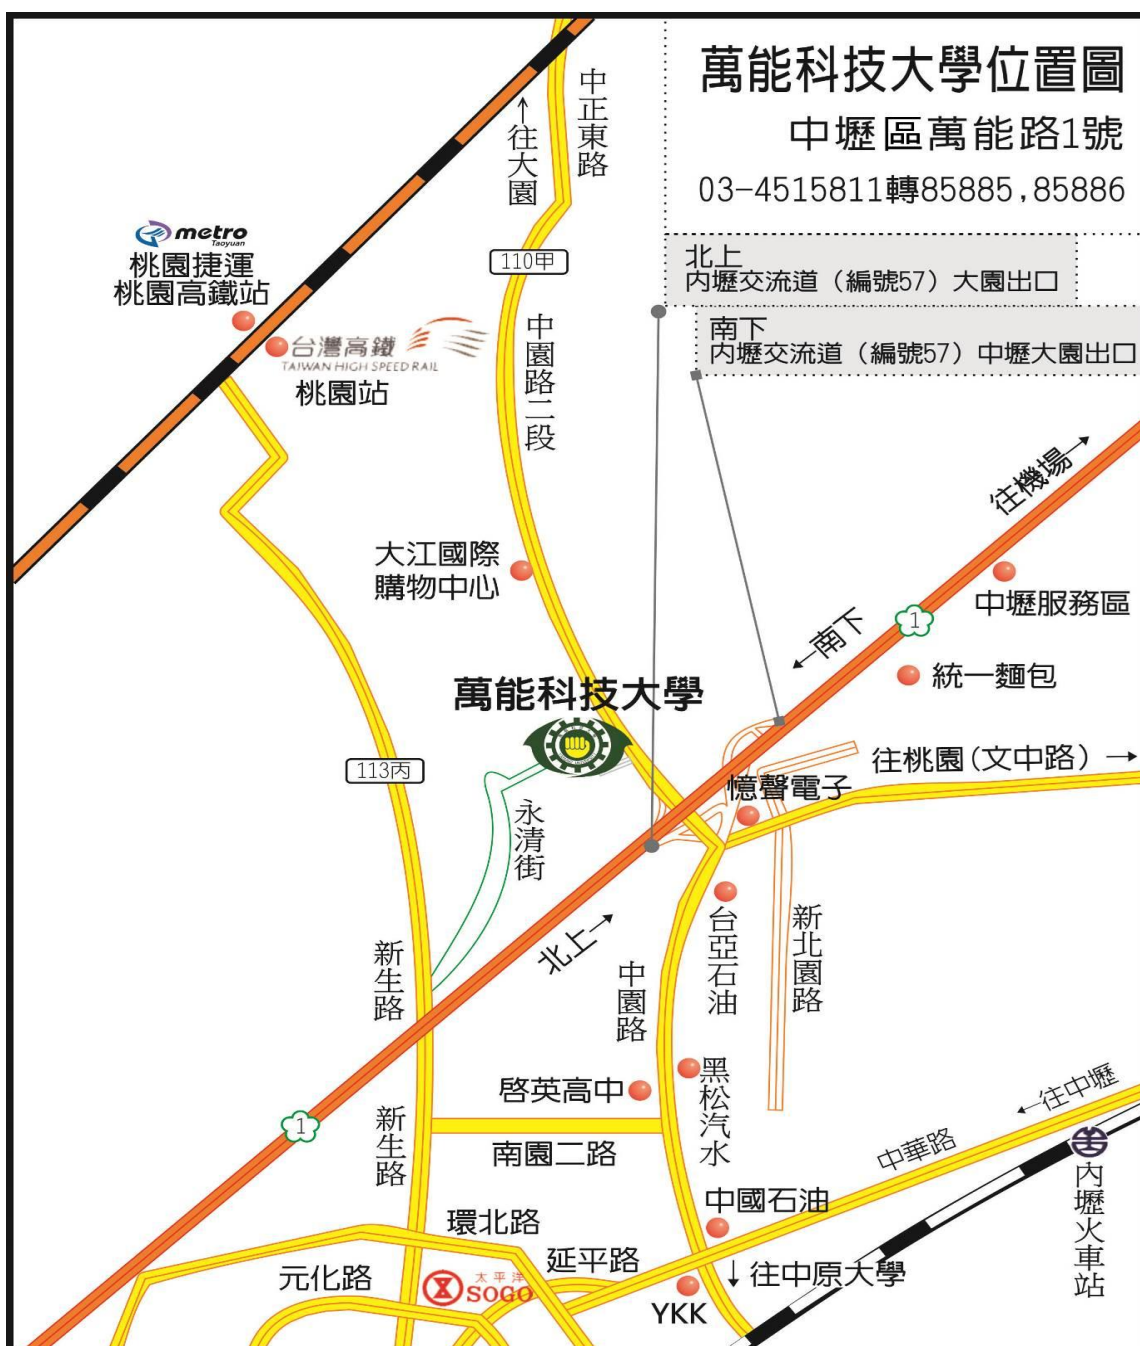 萬能科技大學位置圖
中壢區萬能路1號
03-4515811轉85885,85886
北上
內壢交流道（編號57）大園出口
南下
內壢交流道（編號57）中壢大園出口
中正東路
↑往大園
110甲
metro
Taoyuan
桃園捷運
桃園高鐵站
台灣高鐵
TAIWAN HIGH SPEED RAIL
桃園站
中園路二段
往機場
大江國際
購物中心
中壢服務區
1
←南下
統一麵包
萬能科技大學
往桃園(文中路) →
113丙
憶聲電子
永清街
台亞石油
新北園路
北上→
新生路
中園路
黑松汽水
啓英高中
1
新生路
南園二路
←往中壢
中華路
內壢火車站
中國石油
環北路
延平路
↓往中原大學
元化路
太平洋
SOGO
YKK